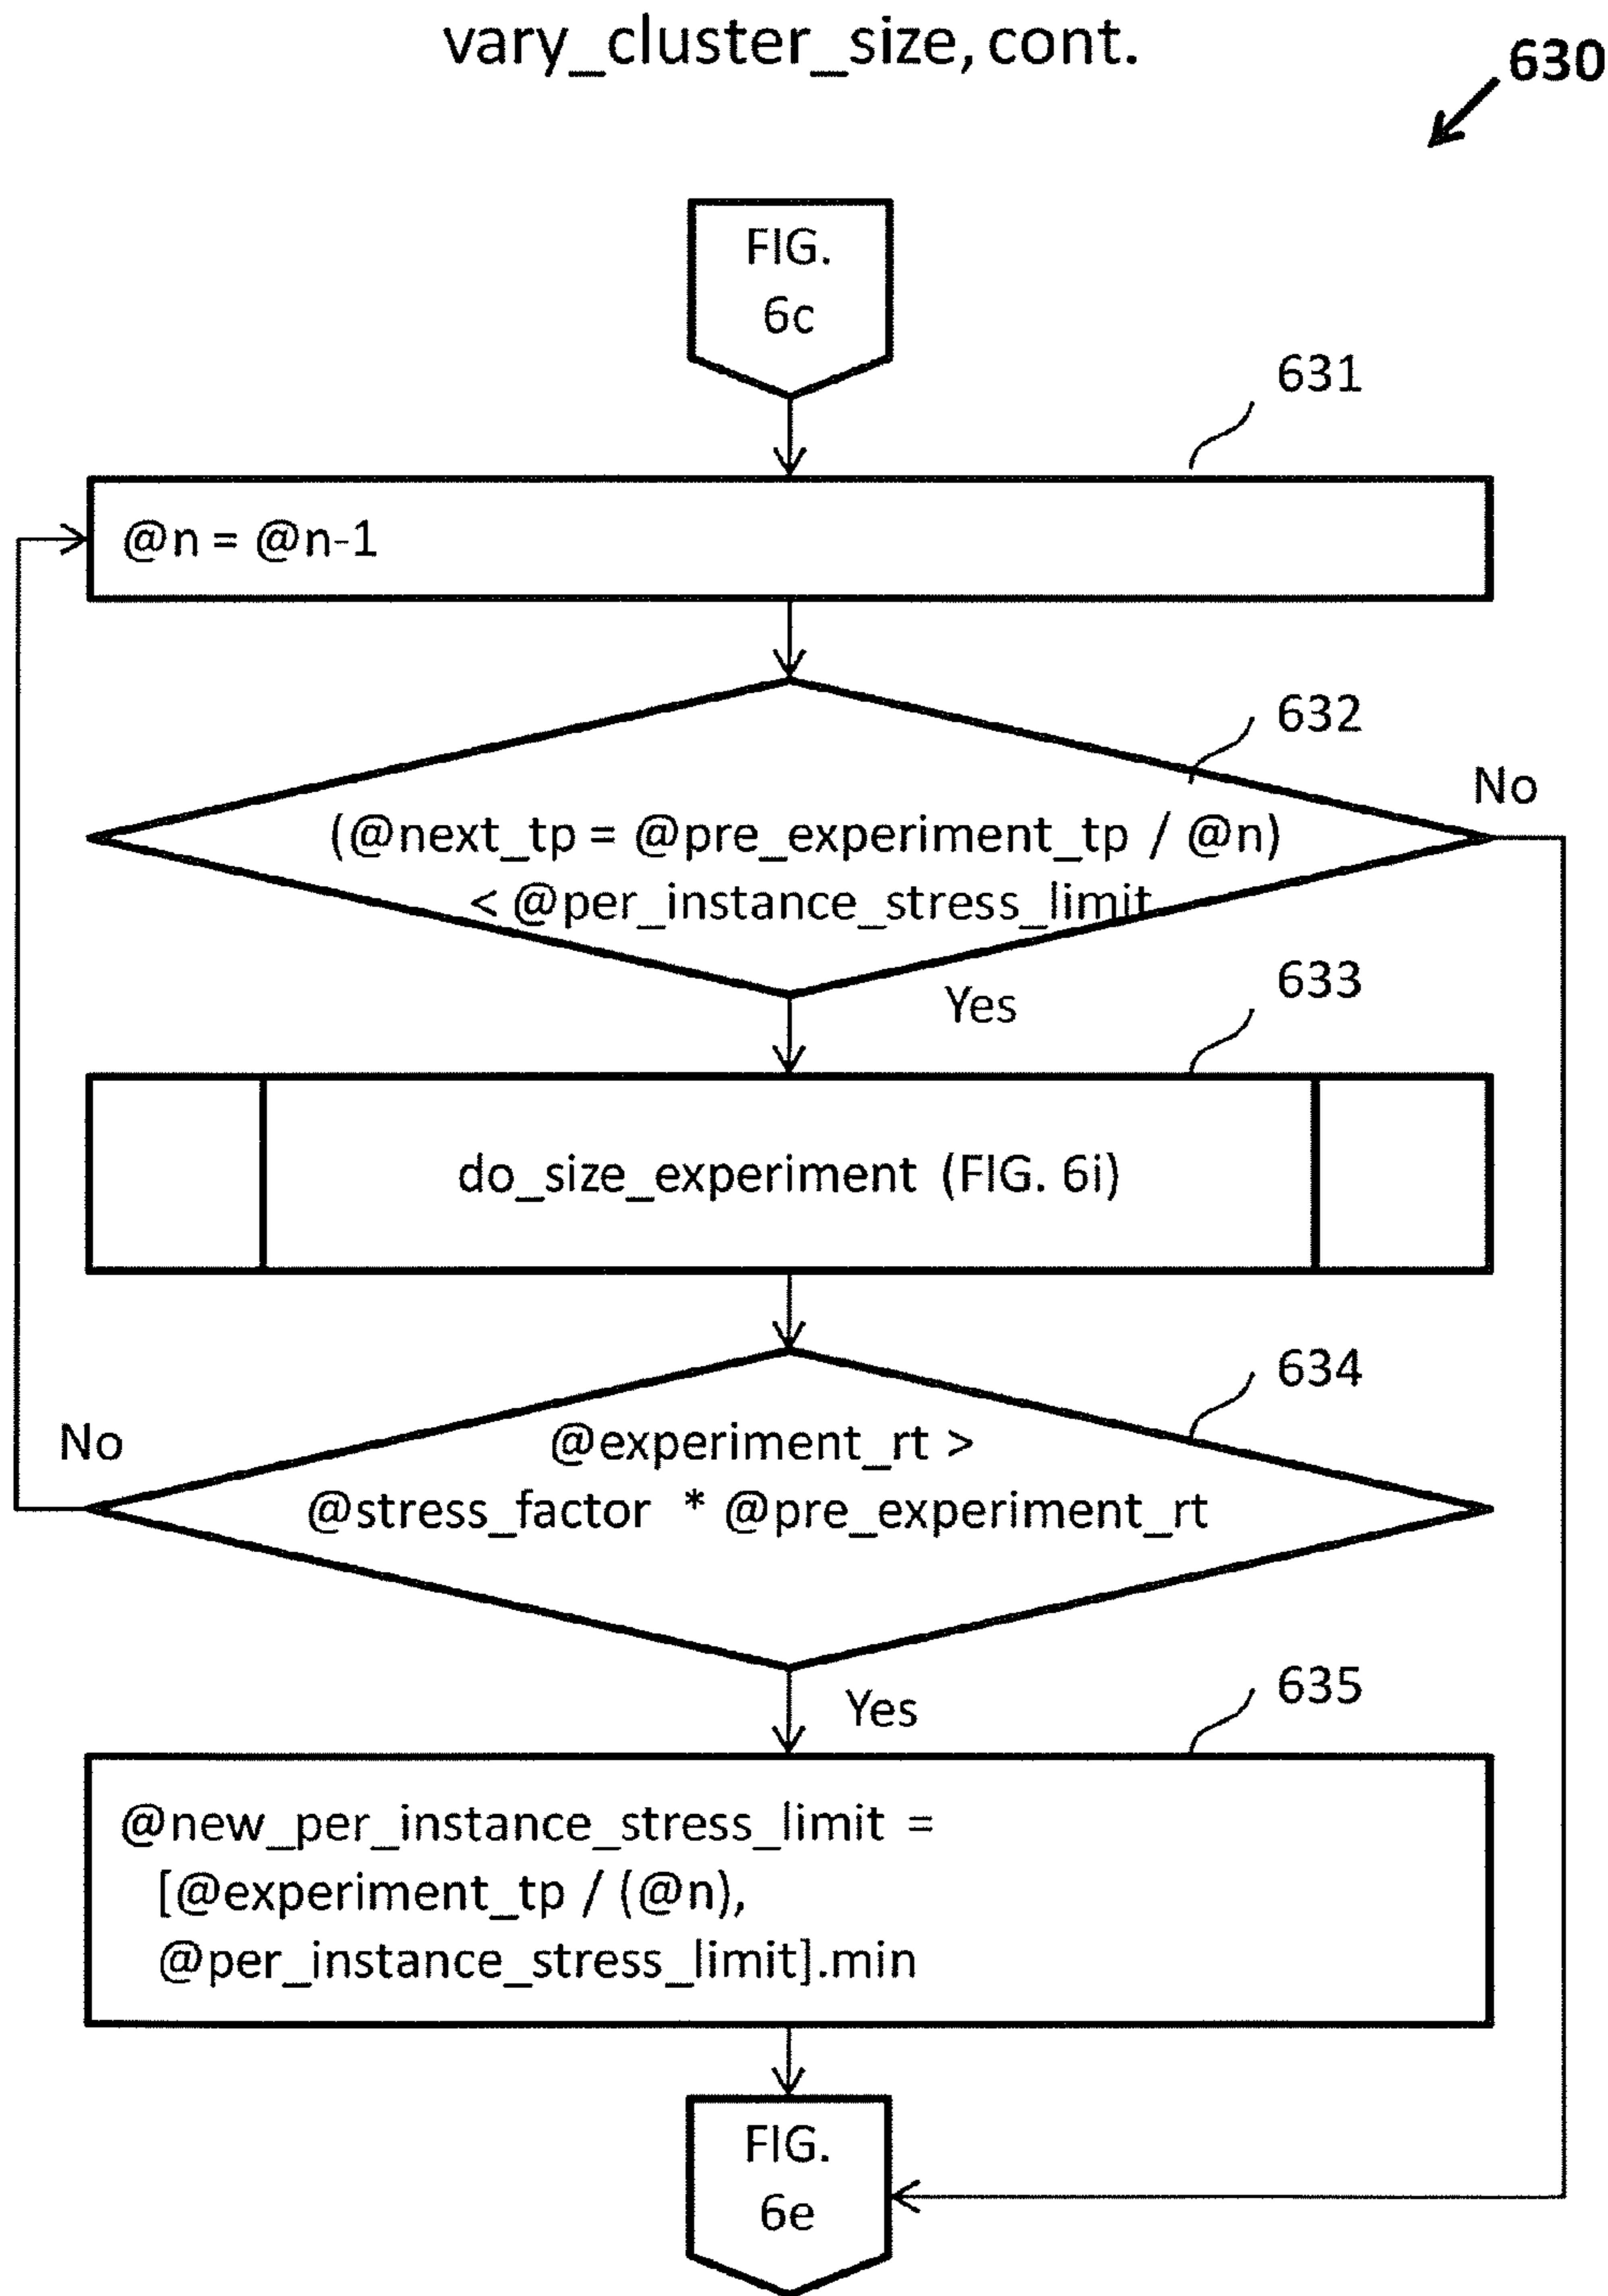 vary_cluster_size, cont.
630
FIG.
6c
631
@n = @n-1
632
No
(@next_tp = @pre_experiment_tp / @n)
< @per_instance_stress_limit
633
Yes
do_size_experiment (FIG. 6i)
634
No
@experiment_rt >
@stress_factor * @pre_experiment_rt
635
Yes
@new_per_instance_stress_limit =
[@experiment_tp / (@n),
@per_instance_stress_limit].min
FIG.
6e